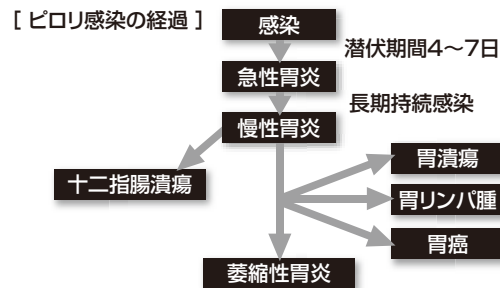 [ ピロリ感染の経過 ]
感染
潜伏期間4〜7日
急性胃炎
長期持続感染
慢性胃炎
胃潰瘍
十二指腸潰瘍
胃リンパ腫
胃癌
萎縮性胃炎